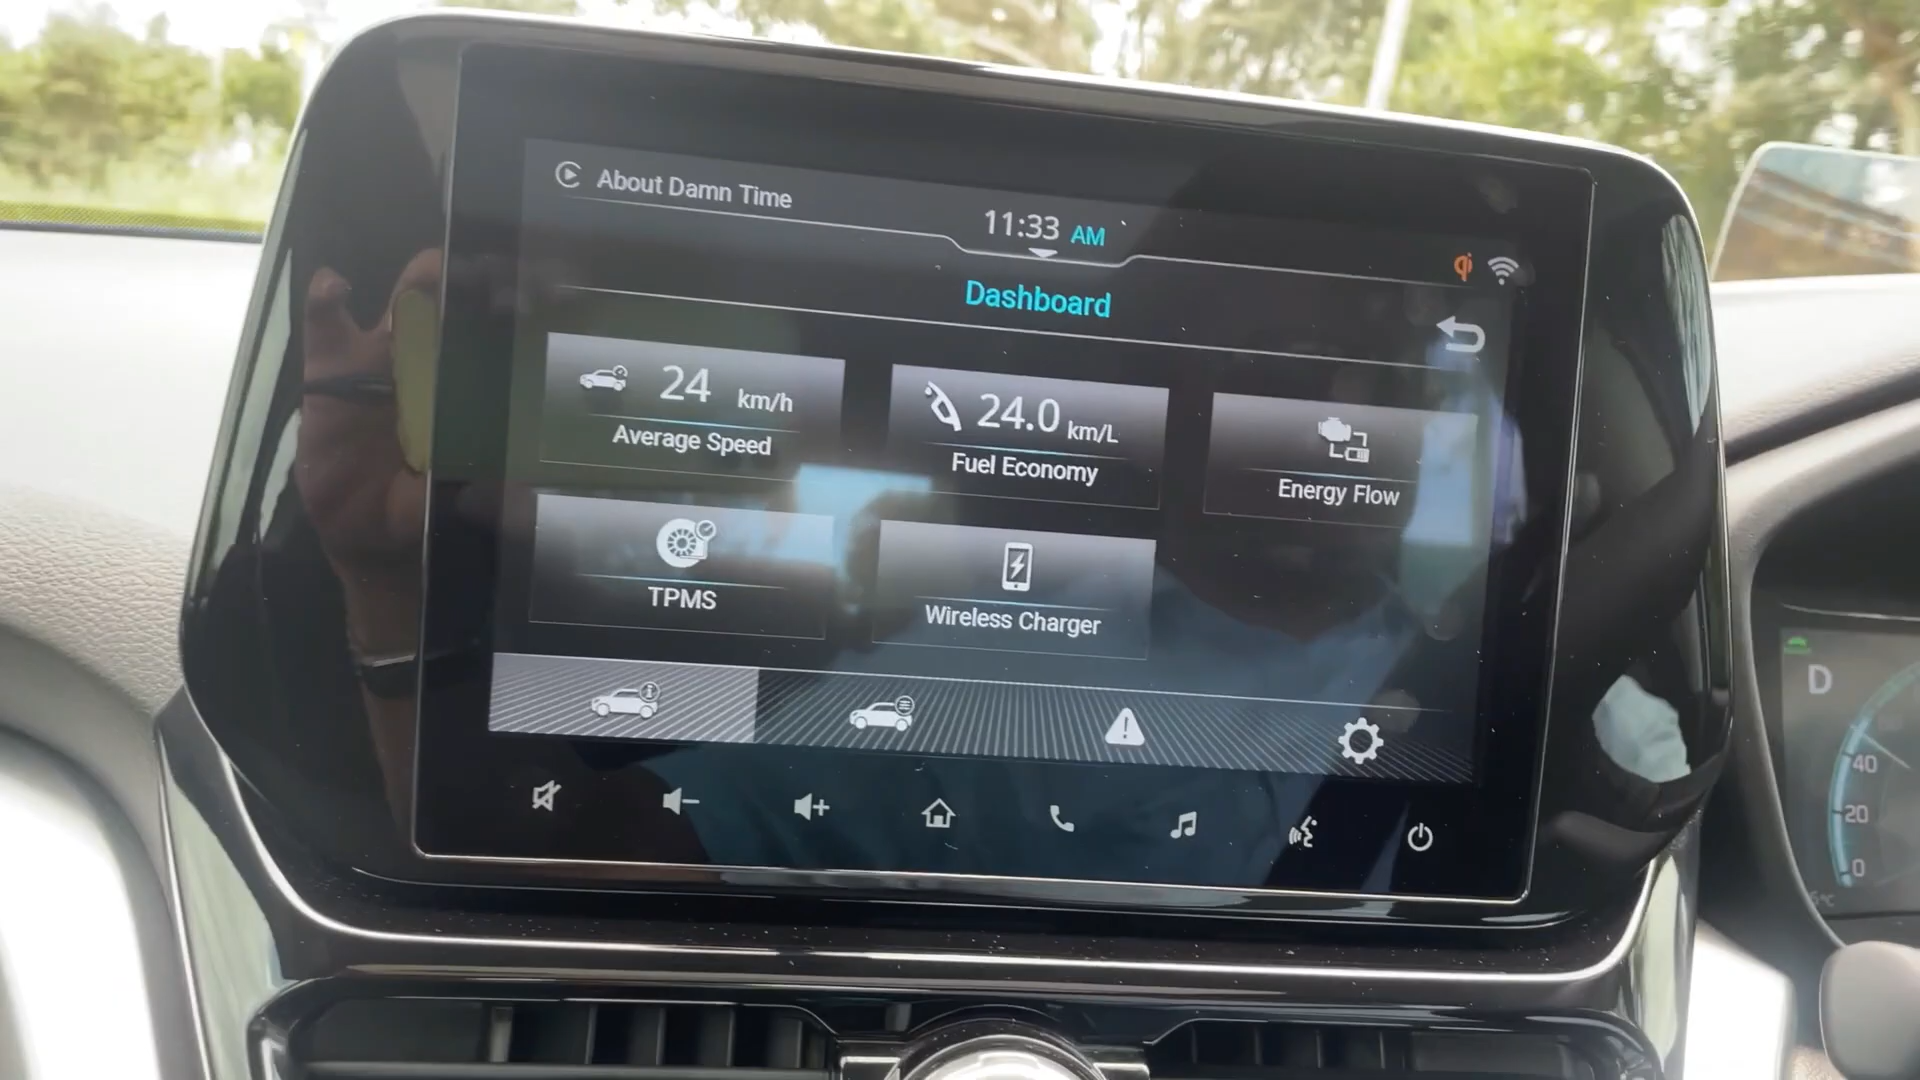 About Damn Time
11:33 AM
qi
Dashboard
24 km/h
Average Speed
24.0 km/L
Fuel Economy
Energy Flow
TPMS
Wireless Charger
D
40
20
0